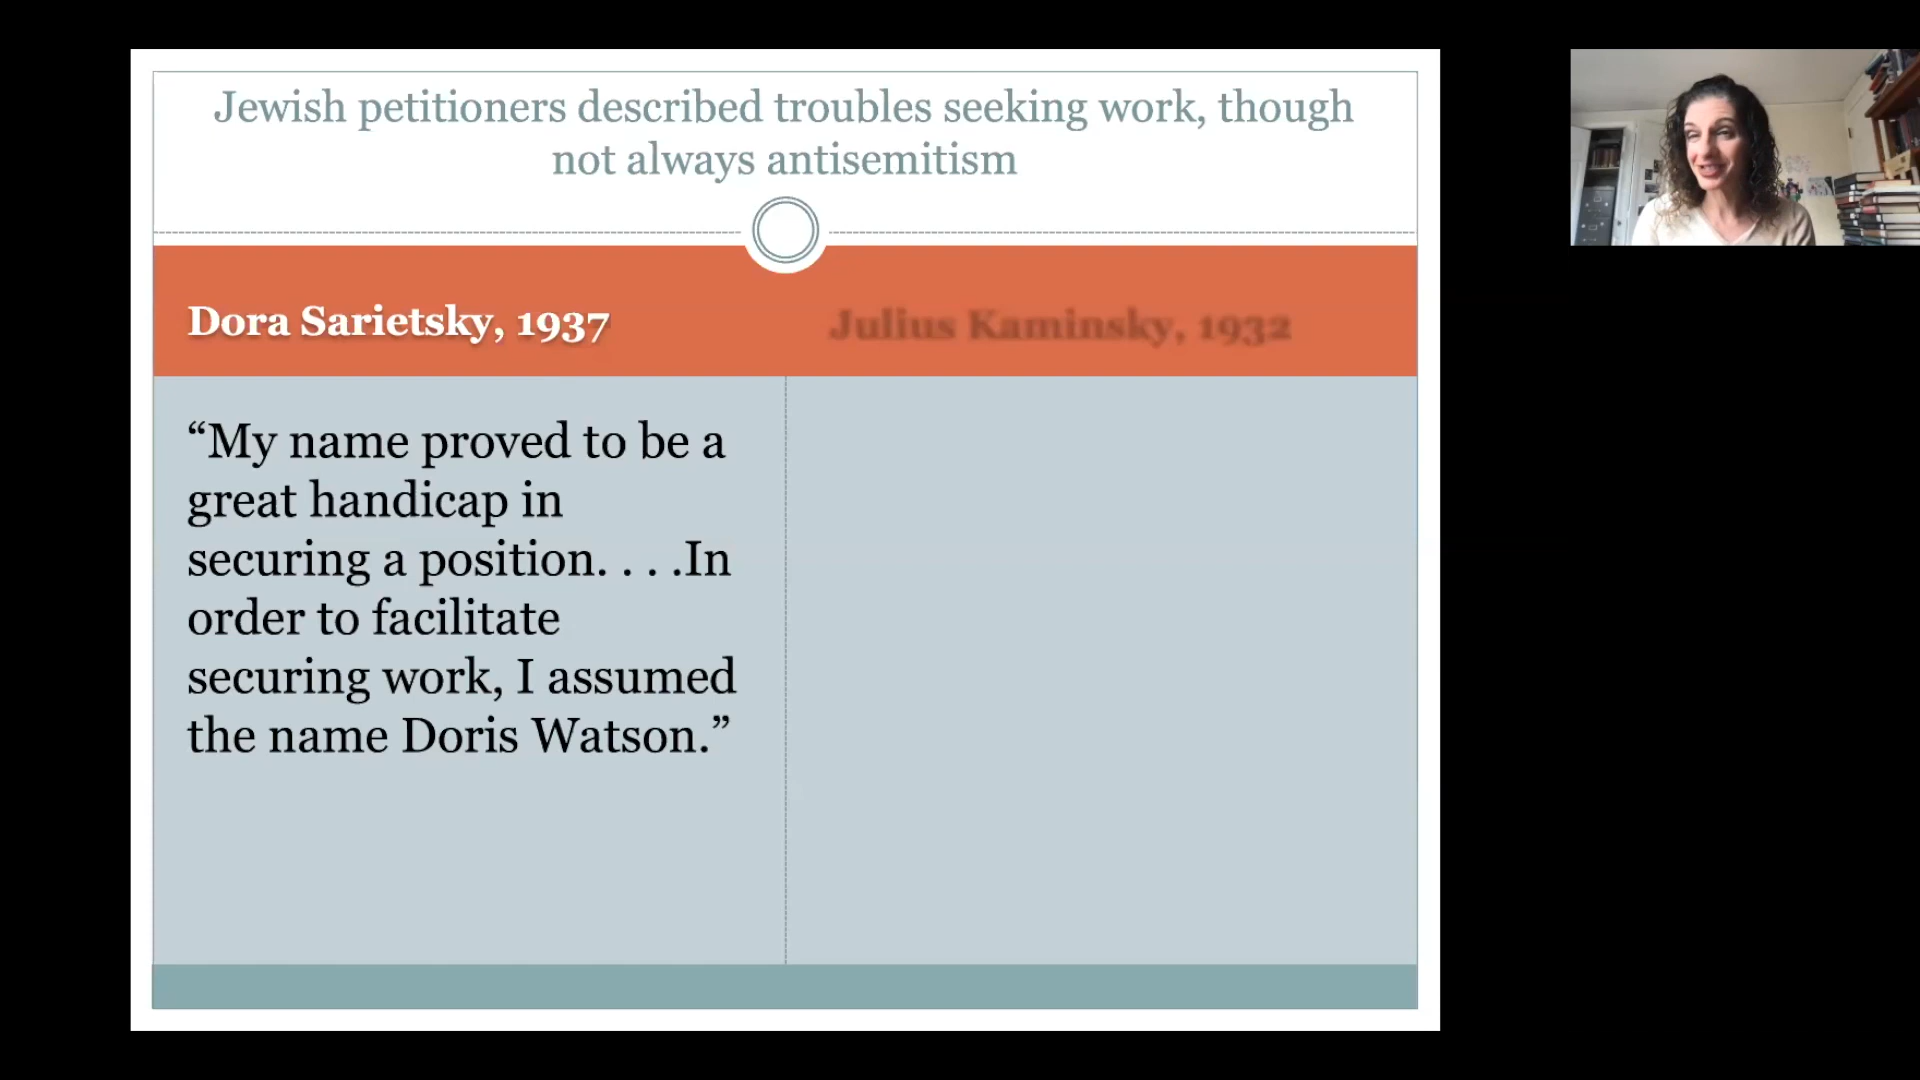 Jewish petitioners described troubles seeking work, though
not always antisemitism
Dora Sarietsky, 1937
Julius Kaminsky, 1932
“My name proved to be a
great handicap in
securing a position. . . .In
order to facilitate
securing work, I assumed
the name Doris Watson.”